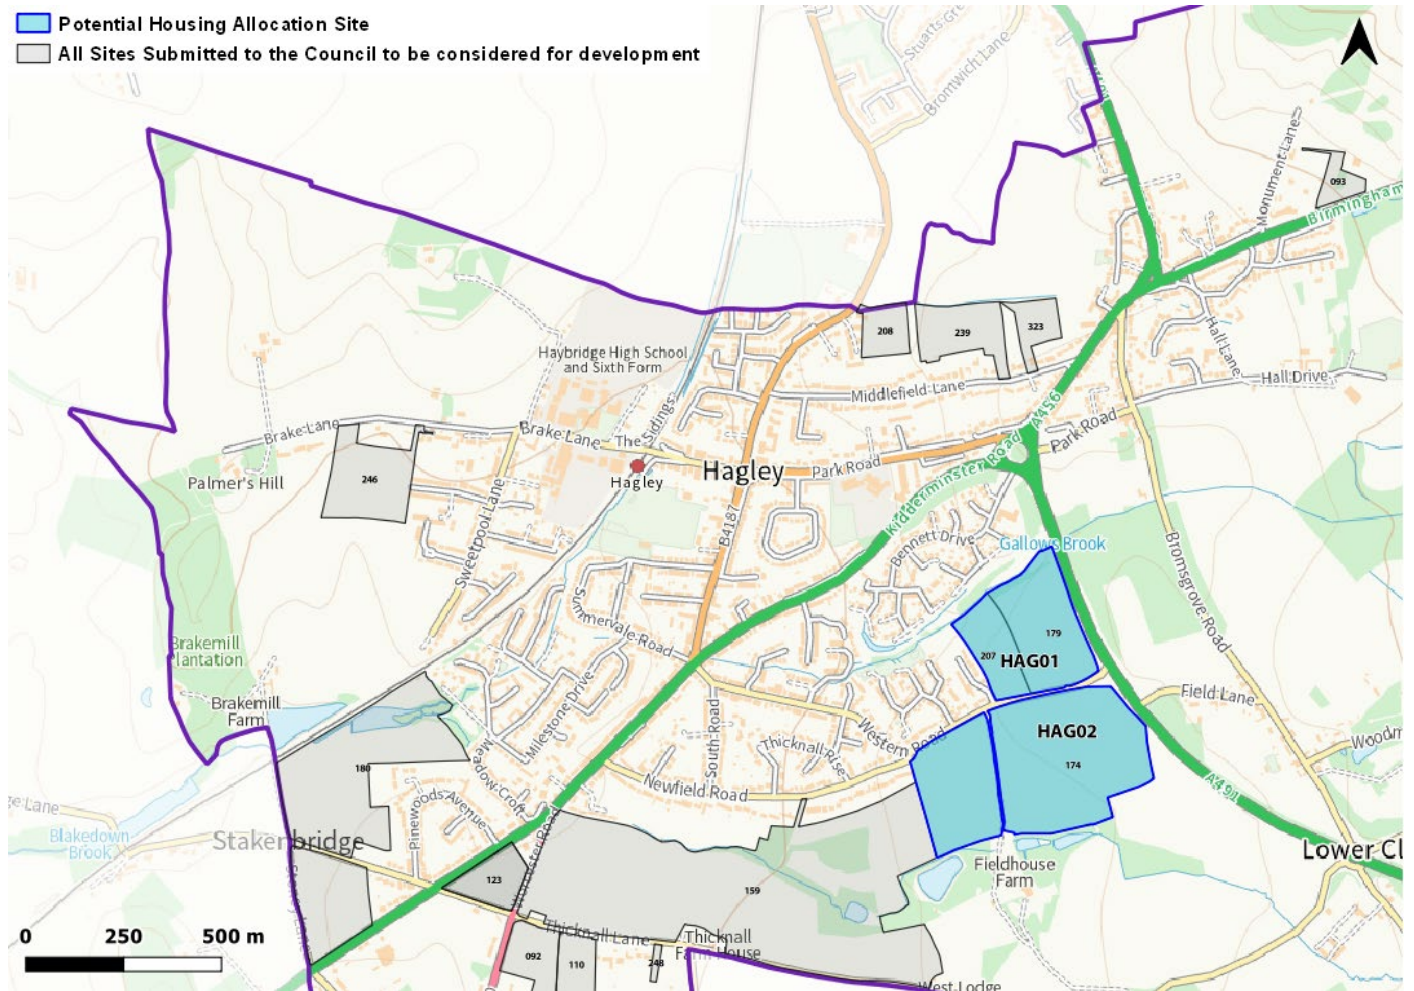 Potential Housing Allocation Site
All Sites Submitted to the Council to be considered for development
Bromwich Lane
Monument Lane
093
Birmingham
208
239
323
Haybridge High School
and Sixth Form
Hall Lane
Hall Drive
Middlefield Lane
Brake Lane
Brake Lane
The Sidings
A456
Park Road
Park Road
Hagley
Hagley
Palmer's Hill
246
Kidderminster Road
B4187
Sweetpool Lane
Bennett Drive
Gallows Brook
Bromsgrove Road
Summervale Road
179
207
HAG01
Brakemill
Plantation
Brakemill
Farm
Milestone Drive
South Road
Western Road
Thicknall Rise
Field Lane
HAG02
174
180
Meadow Croft
Newfield Road
A491
Pinewoods Avenue
Stakenbridge
Blakedown
Brook
Worcester Road
Lower Cl
Fieldhouse
Farm
123
159
Thicknall Lane
Thicknall
Farm House
092
110
248
West Lodge
0 250 500 m